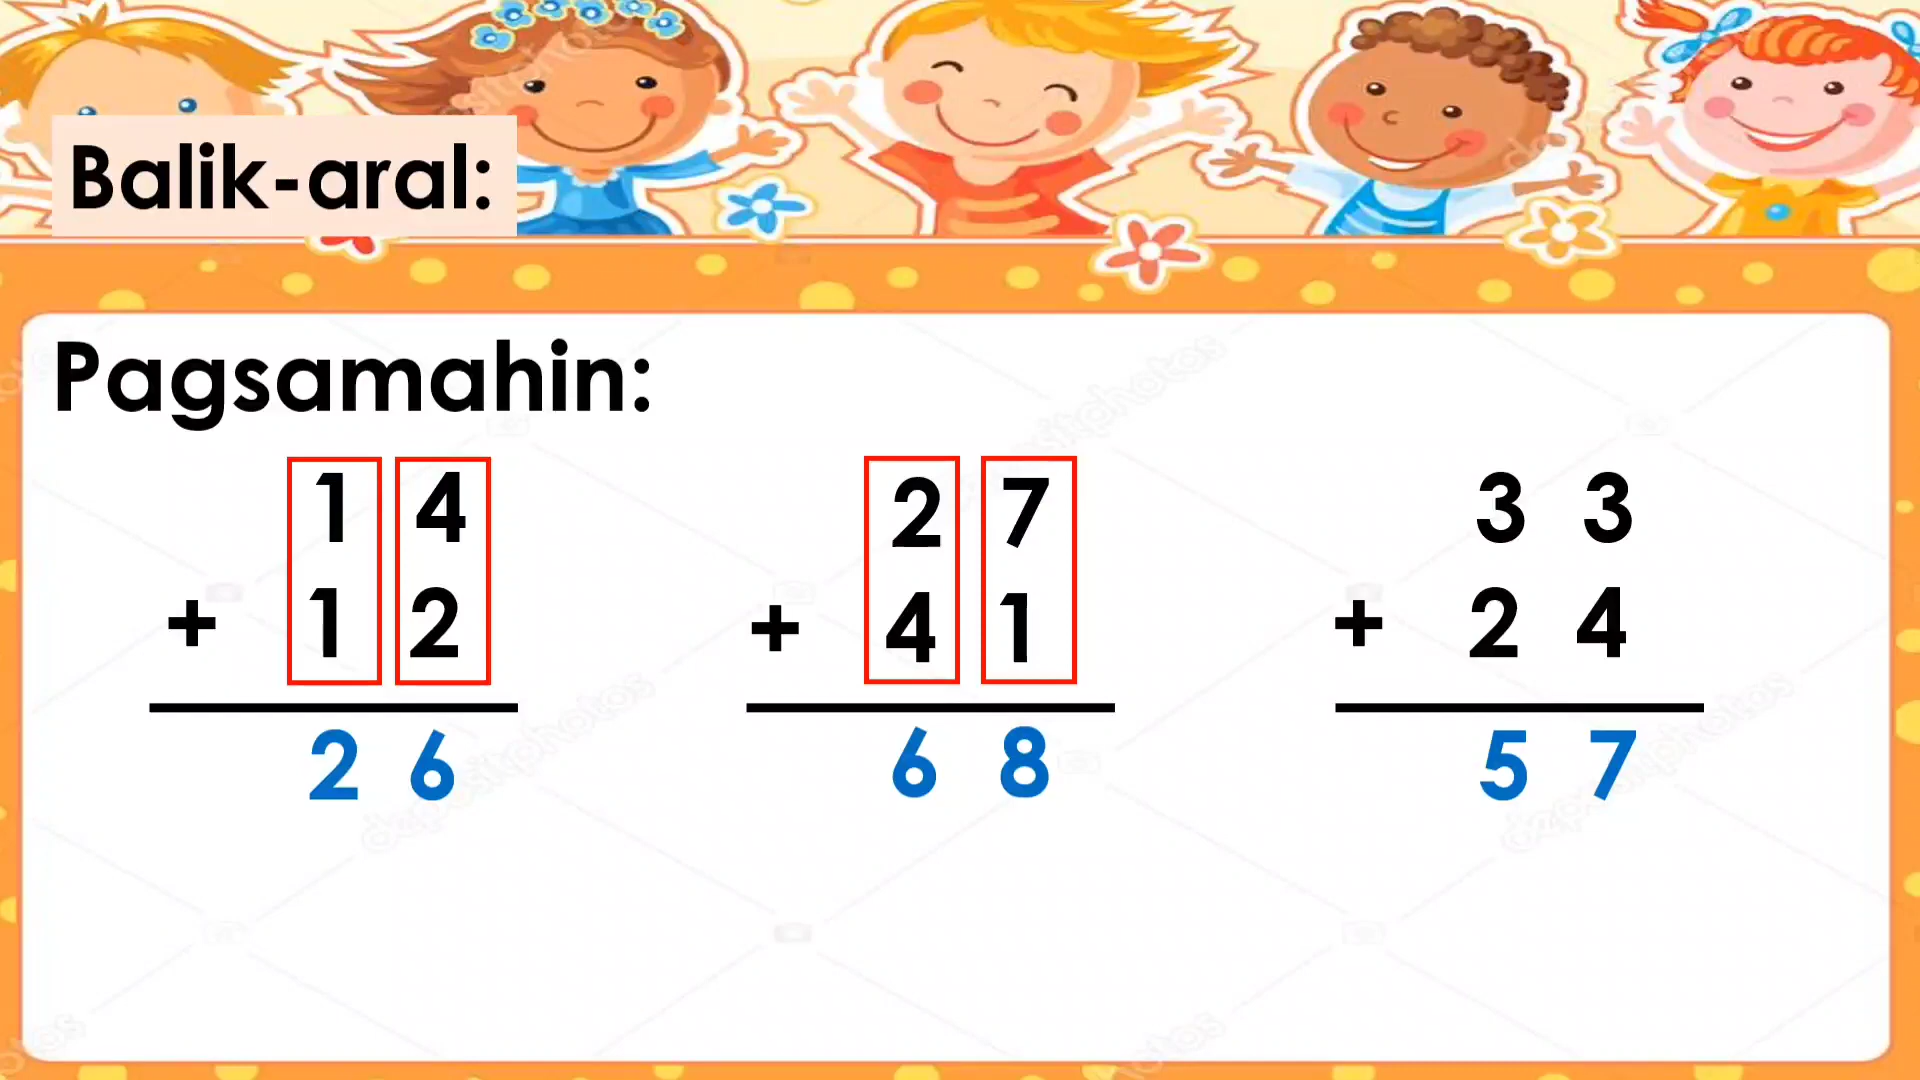 Balik-aral:
Pagsamahin:
1 4 2 7 3 3
+ 1 2 + 4 1 + 2 4
2 6 6 8 5 7
depositphotos